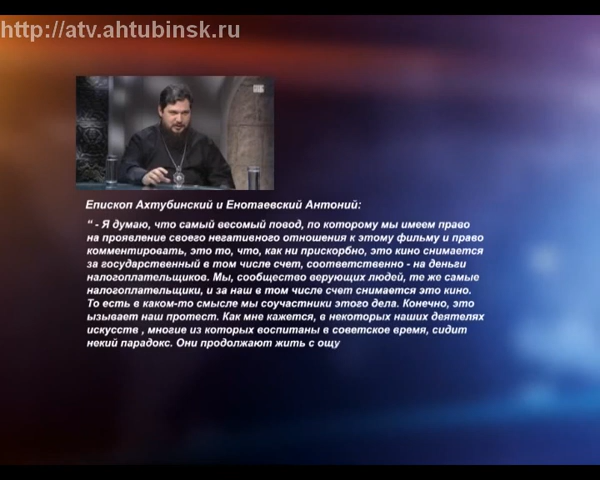 http://atv.ahtubinsk.ru
Епископ Ахтубинский и Енотаевский Антоний:
“ - Я думаю, что самый весомый повод, по которому мы имеем право
на проявление своего негативного отношения к этому фильму и право
комментировать, это то, что, как ни прискорбно, это кино снимается
за государственный в том числе счет, соответственно - на деньги
налогоплательщиков. Мы, сообщество верующих людей, те же самые
налогоплательщики, и за наш в том числе счет снимается это кино.
То есть в каком-то смысле мы соучастники этого дела. Конечно, это
ызывает наш протест. Как мне кажется, в некоторых наших деятелях
искусств , многие из которых воспитаны в советское время, сидит
некий парадокс. Они продолжают жить с ощу